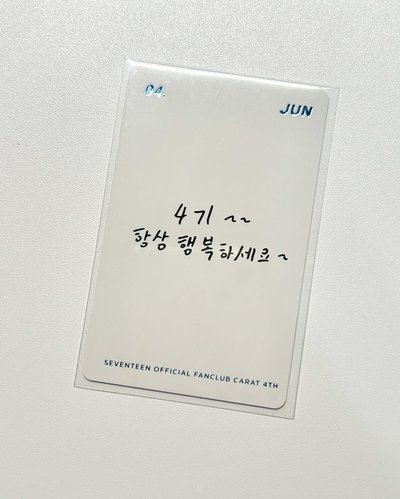 04.
JUN
4기 ~~
항상 행복하세요~
SEVENTEEN OFFICIAL FANCLUB CARAT 4TH